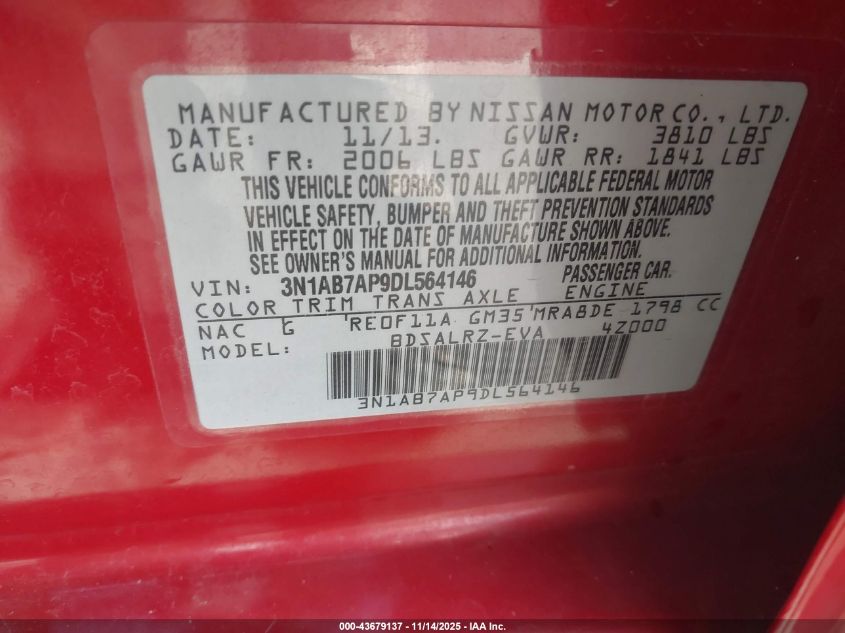 MANUFACTURED BY NISSAN MOTOR CO., LTD.
DATE: 11/13. GVWR: 3810 LBS
GAWR FR: 2006 LBS GAWR RR: 1841 LBS
THIS VEHICLE CONFORMS TO ALL APPLICABLE FEDERAL MOTOR
VEHICLE SAFETY, BUMPER AND THEFT PREVENTION STANDARDS
IN EFFECT ON THE DATE OF MANUFACTURE SHOWN ABOVE.
SEE OWNER'S MANUAL FOR ADDITIONAL INFORMATION.
VIN: 3N1AB7AP9DL564146 PASSENGER CAR.
COLOR TRIM TRANS AXLE ENGINE
NAC G RE0F11A GM35 MRA8DE 1798 CC
MODEL: BDSALRZ-EVA 4Z000
3N1AB7AP9DL564146
000-43679137 - 11/14/2025 - IAA Inc.